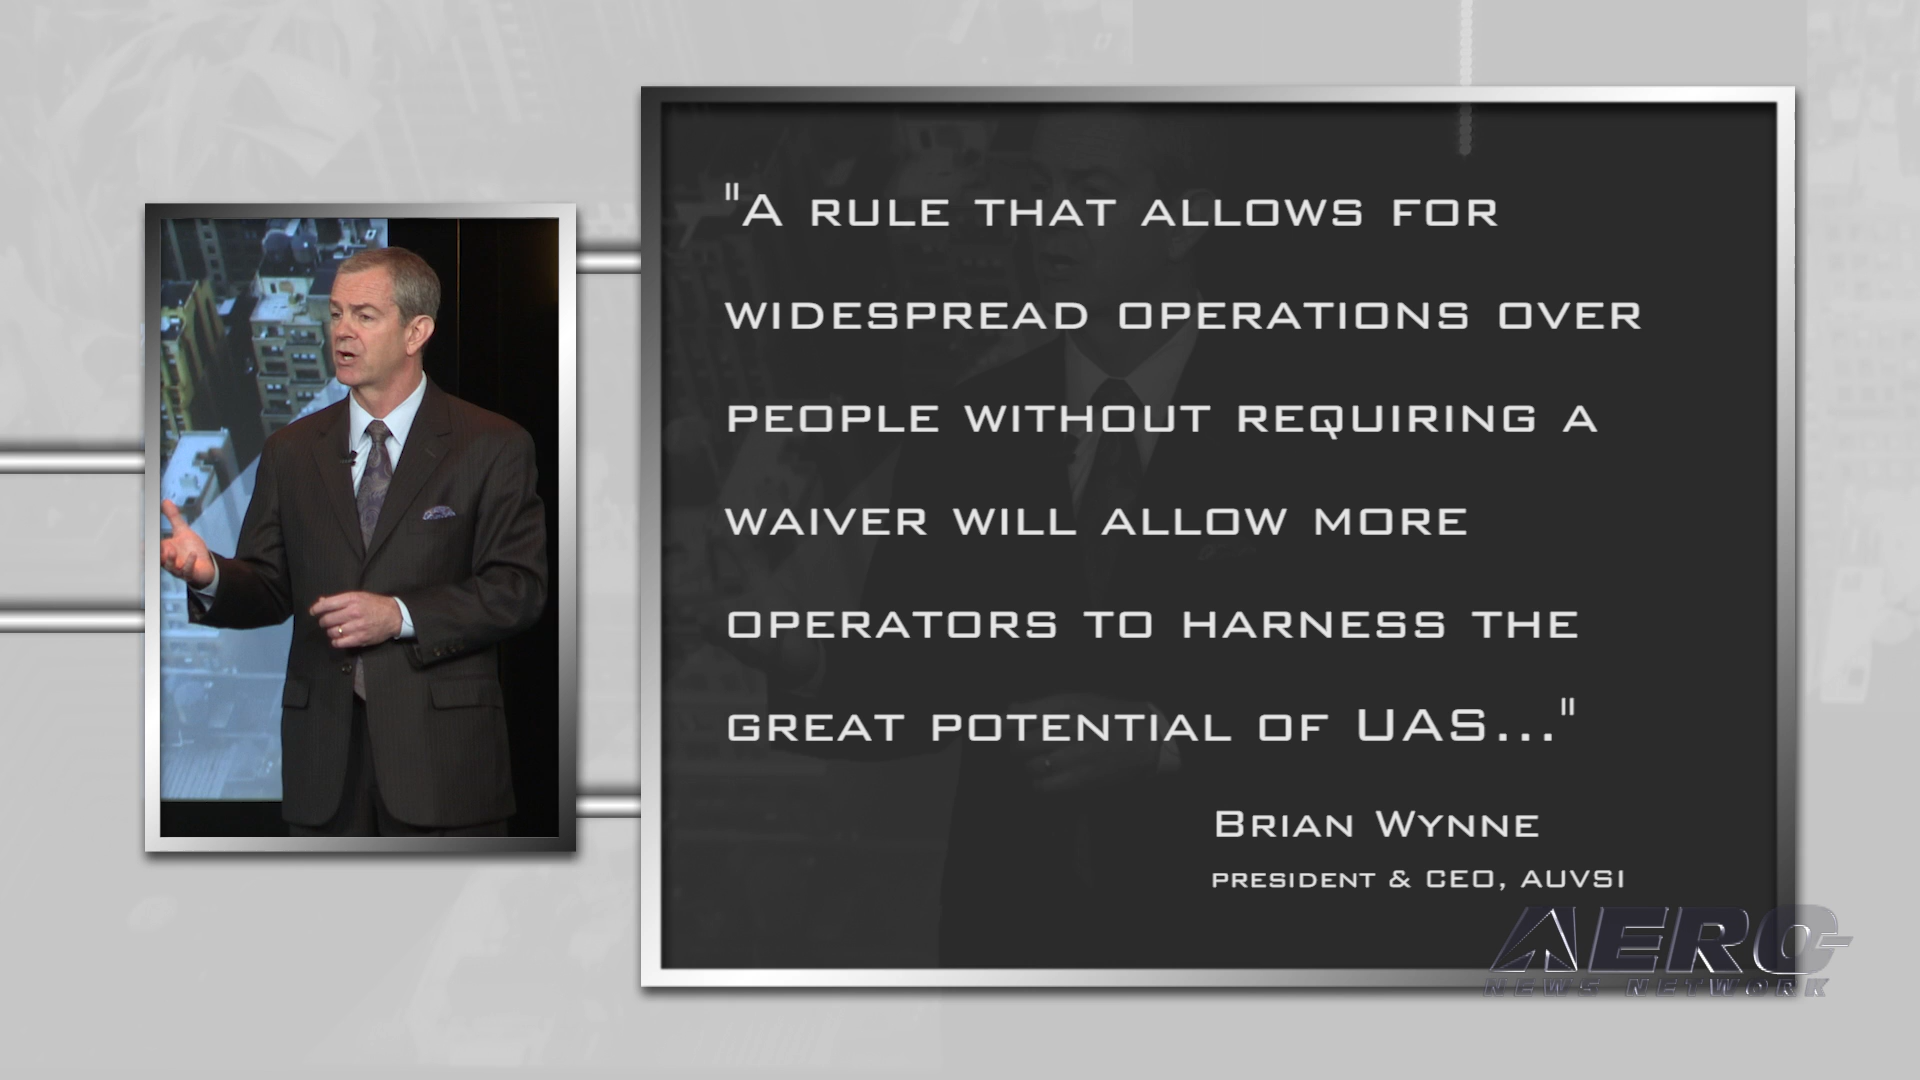 "A RULE THAT ALLOWS FOR
WIDESPREAD OPERATIONS OVER
PEOPLE WITHOUT REQUIRING A
WAIVER WILL ALLOW MORE
OPERATORS TO HARNESS THE
GREAT POTENTIAL OF UAS..."
BRIAN WYNNE
PRESIDENT & CEO, AUVSI
AERO-
NEWS NETWORK